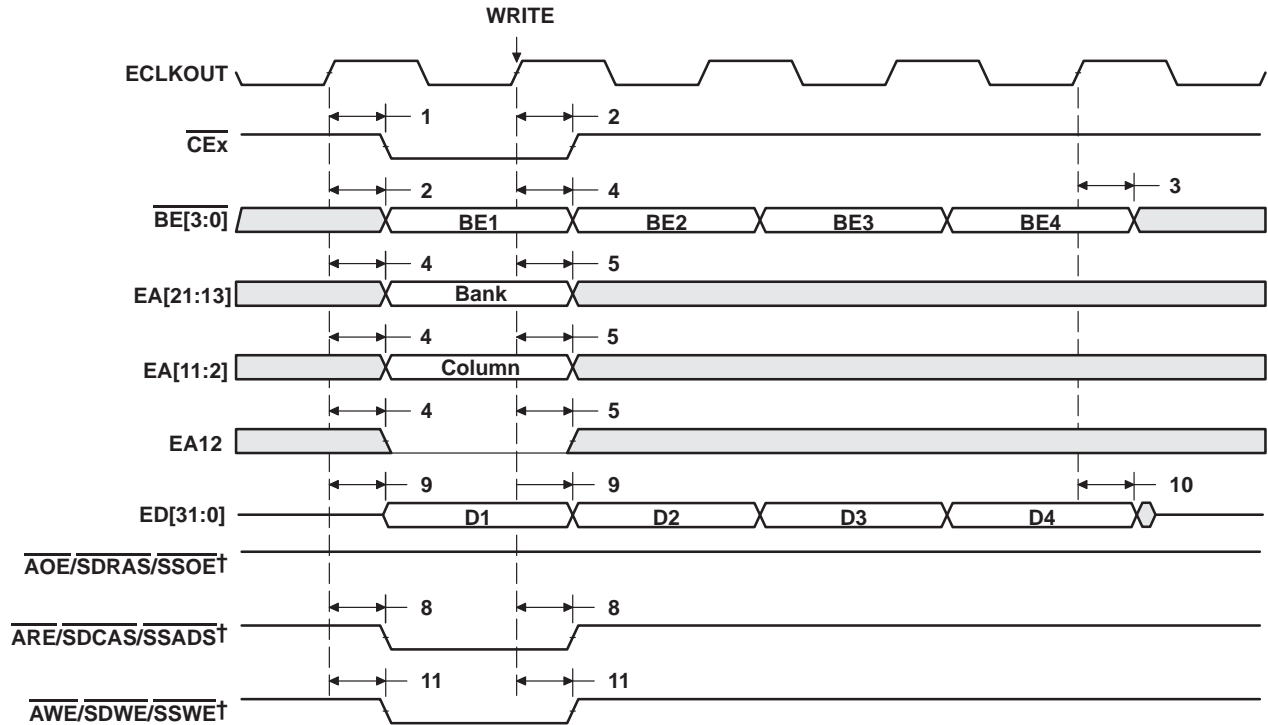 WRITE
ECLKOUT
1 2
CEx
2 4 3
BE[3:0] BE1 BE2 BE3 BE4
4 5
EA[21:13] Bank
4 5
EA[11:2] Column
4 5
EA12
9 9 10
ED[31:0] D1 D2 D3 D4
AOE/SDRAS/SSOE†
8 8
ARE/SDCAS/SSADS†
11 11
AWE/SDWE/SSWE†